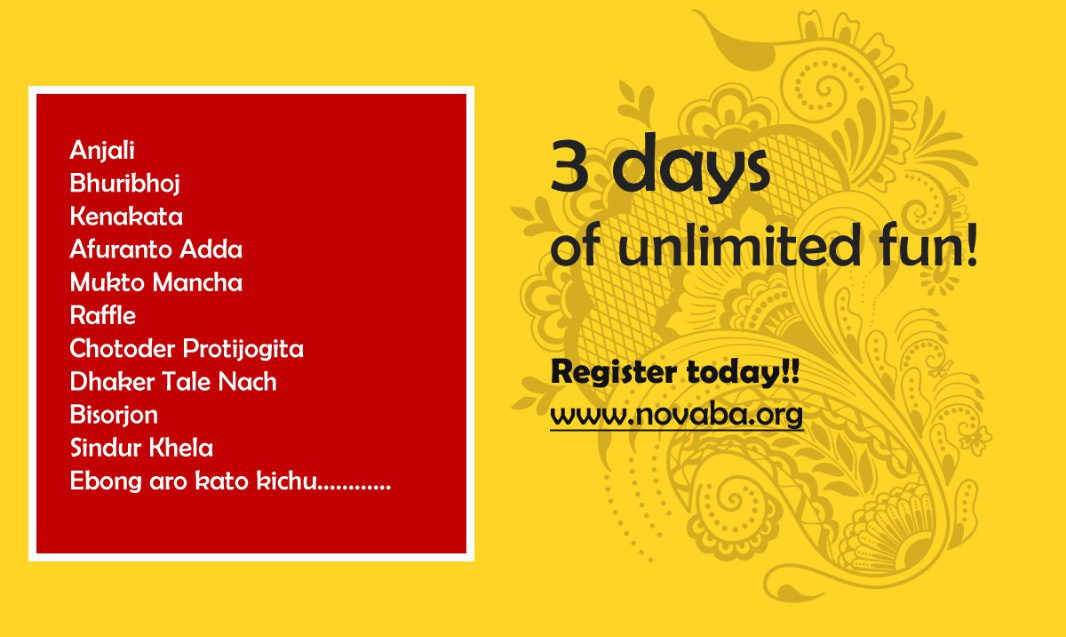 Anjali
Bhuribhoj
Kenakata
Afuranto Adda
Mukto Mancha
Raffle
Chotoder Protijogita
Dhaker Tale Nach
Bisorjon
Sindur Khela
Ebong aro kato kichu............
3 days
of unlimited fun!
Register today!!
www.novaba.org